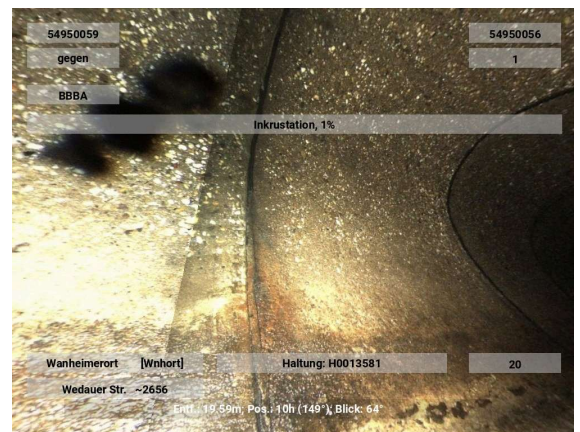 54950059 54950056
gegen 1
BBBA
Inkrustation, 1%
Wanheimerort [Wnhort] Haltung: H0013581 20
Wedauer Str. ~2656
Entf.: 19.59m; Pos.: 10h (149°); Blick: 64°